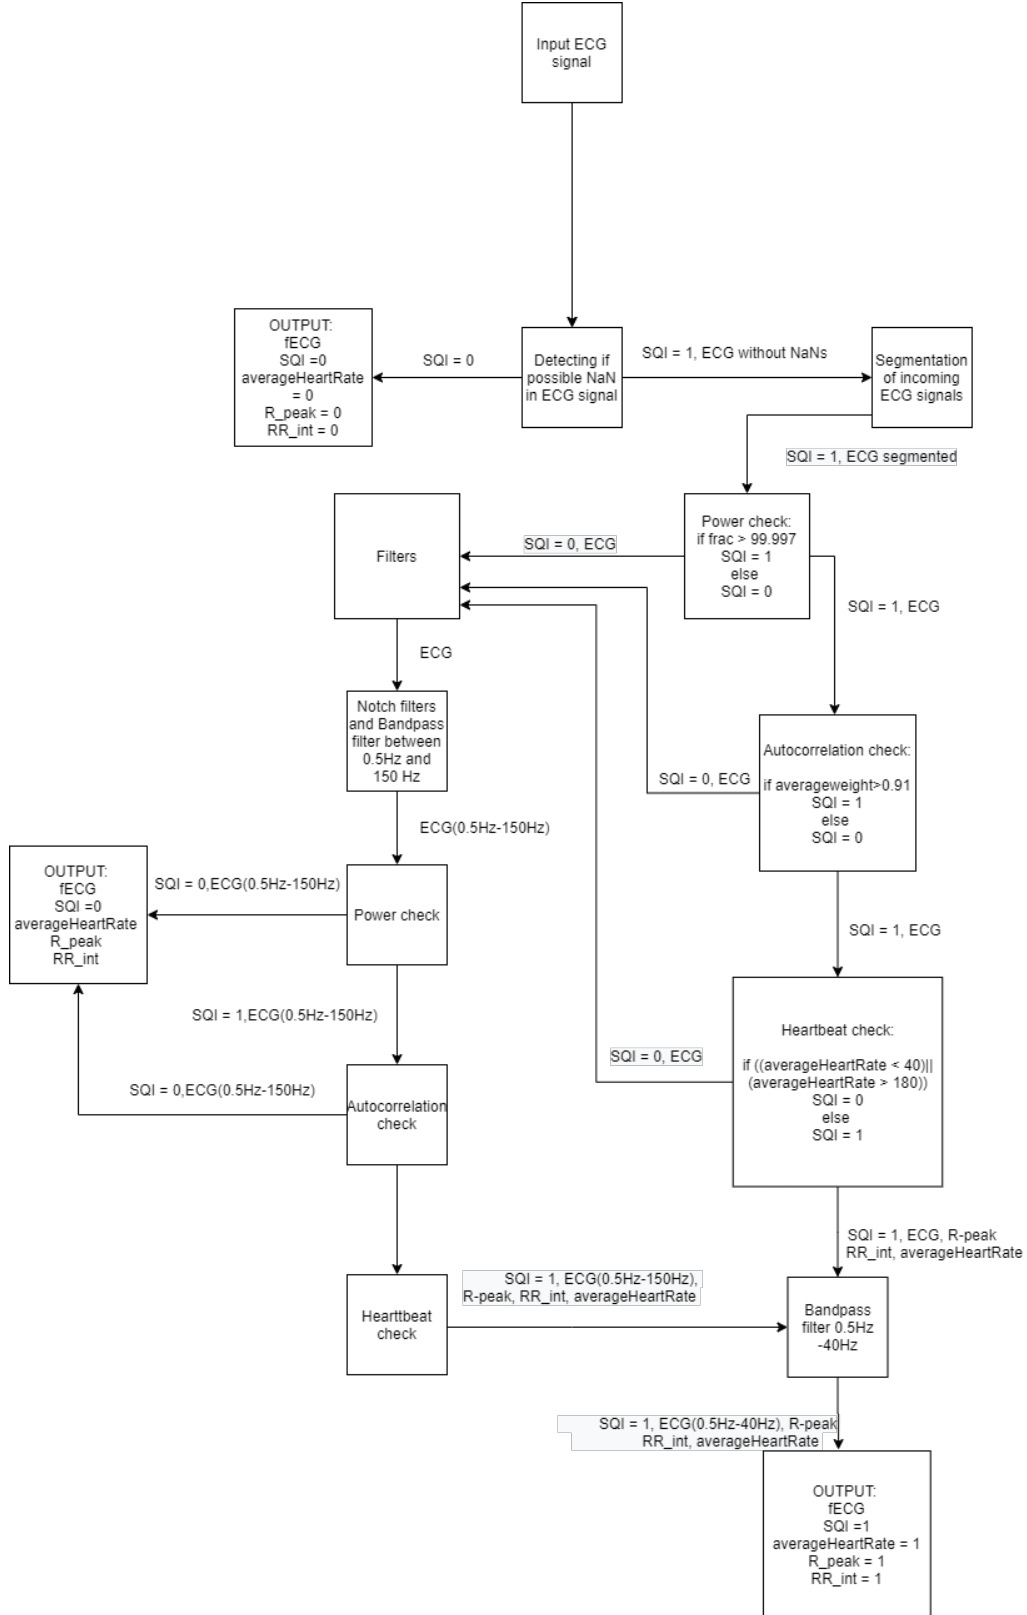 Input ECG
signal
OUTPUT:
fECG
SQI =0
averageHeartRate
= 0
R_peak = 0
RR_int = 0
SQI = 0
Detecting if
possible NaN
in ECG signal
SQI = 1, ECG without NaNs
Segmentation
of incoming
ECG signals
SQI = 1, ECG segmented
Filters
SQI = 0, ECG
Power check:
if frac > 99.997
SQI = 1
else
SQI = 0
SQI = 1, ECG
ECG
Notch filters
and Bandpass
filter between
0.5Hz and
150 Hz
SQI = 0, ECG
Autocorrelation check:
if averageweight>0.91
SQI = 1
else
SQI = 0
ECG(0.5Hz-150Hz)
OUTPUT:
fECG
SQI =0
averageHeartRate
R_peak
RR_int
SQI = 0,ECG(0.5Hz-150Hz)
Power check
SQI = 1, ECG
SQI = 1,ECG(0.5Hz-150Hz)
SQI = 0, ECG
Heartbeat check:
if ((averageHeartRate < 40)||
(averageHeartRate > 180))
SQI = 0
else
SQI = 1
SQI = 0,ECG(0.5Hz-150Hz)
Autocorrelation
check
SQI = 1, ECG, R-peak
RR_int, averageHeartRate
Hearttbeat
check
SQI = 1, ECG(0.5Hz-150Hz),
R-peak, RR_int, averageHeartRate
Bandpass
filter 0.5Hz
-40Hz
SQI = 1, ECG(0.5Hz-40Hz), R-peak
RR_int, averageHeartRate
OUTPUT:
fECG
SQI =1
averageHeartRate = 1
R_peak = 1
RR_int = 1